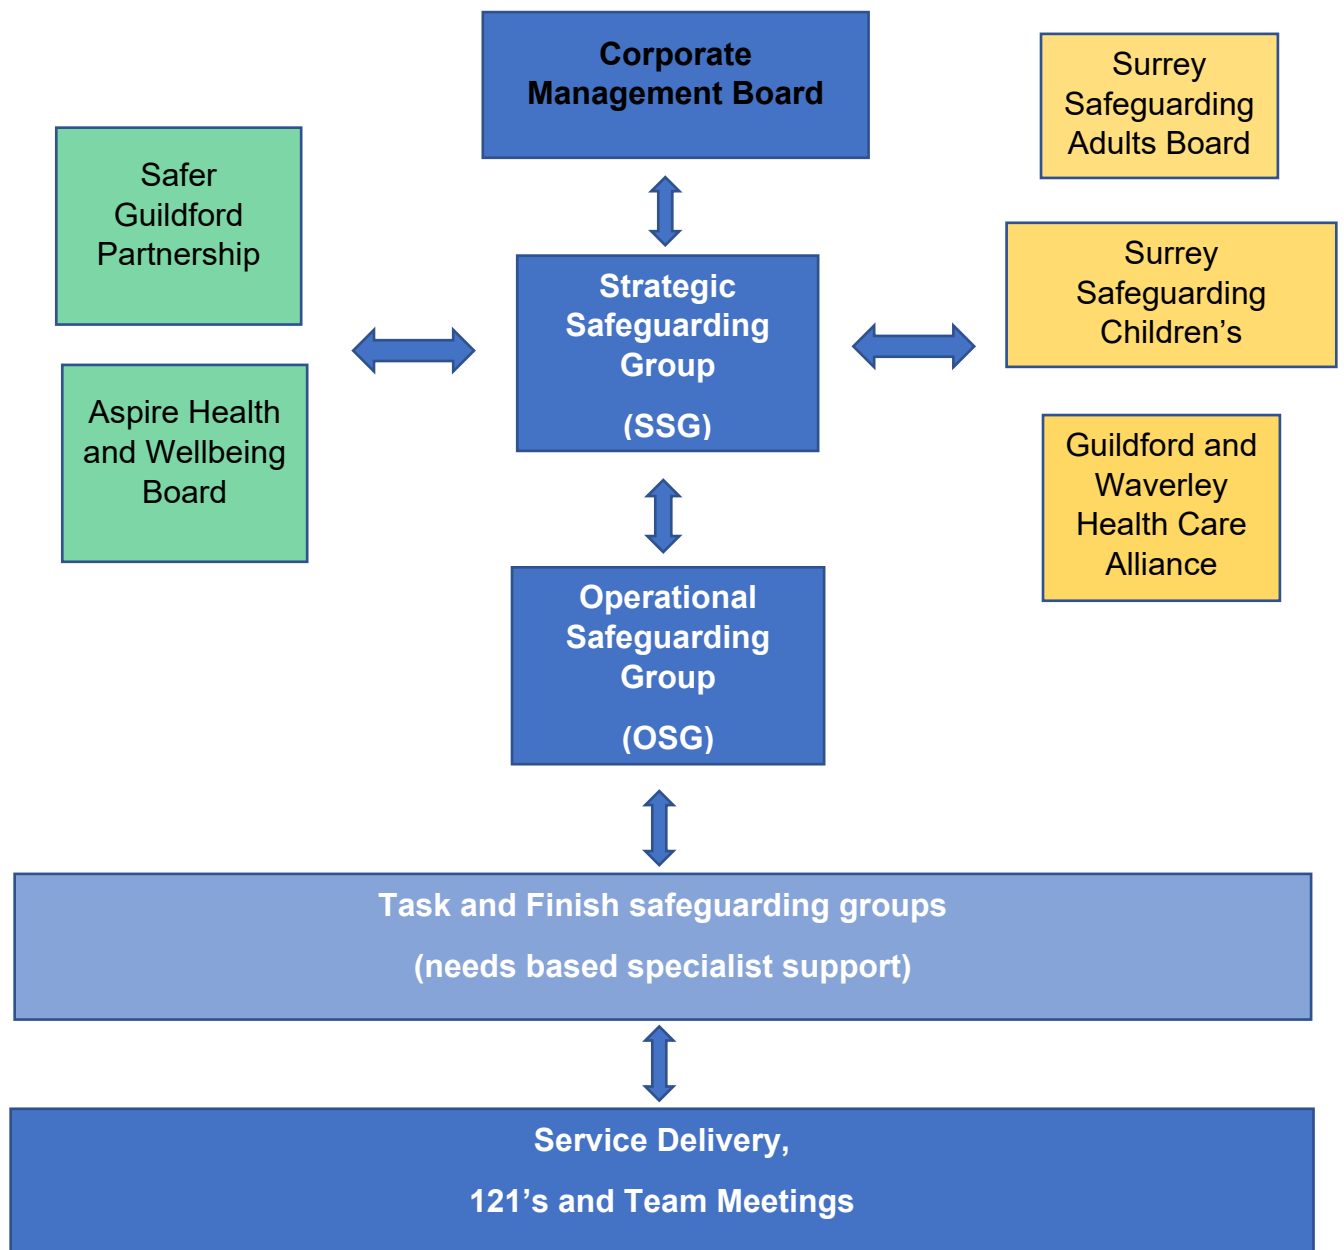 Corporate
Management Board
Surrey
Safeguarding
Adults Board
Safer
Guildford
Partnership
Surrey
Safeguarding
Children’s
Strategic
Safeguarding
Group
(SSG)
Aspire Health
and Wellbeing
Board
Guildford and
Waverley
Health Care
Alliance
Operational
Safeguarding
Group
(OSG)
Task and Finish safeguarding groups
(needs based specialist support)
Service Delivery,
121’s and Team Meetings